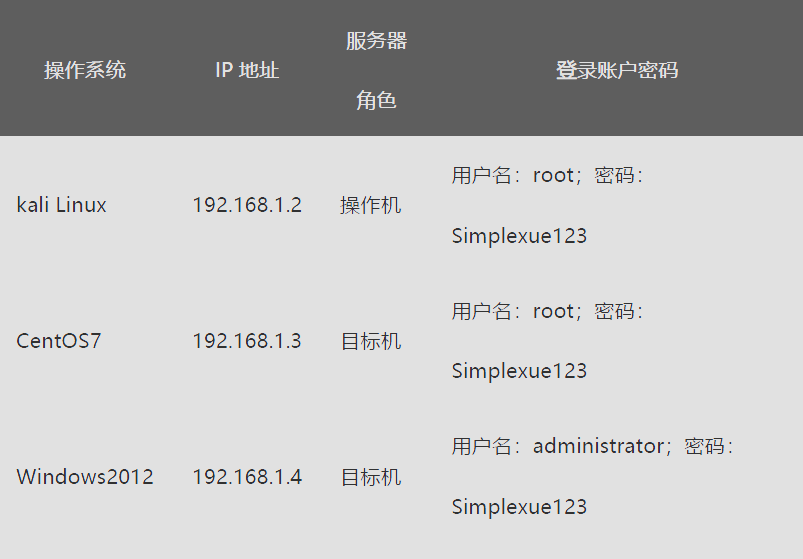 操作系统
IP 地址
服务器
角色
登录账户密码
kali Linux
192.168.1.2
操作机
用户名：root；密码：
Simplexue123
CentOS7
192.168.1.3
目标机
用户名：root；密码：
Simplexue123
Windows2012
192.168.1.4
目标机
用户名：administrator；密码：
Simplexue123